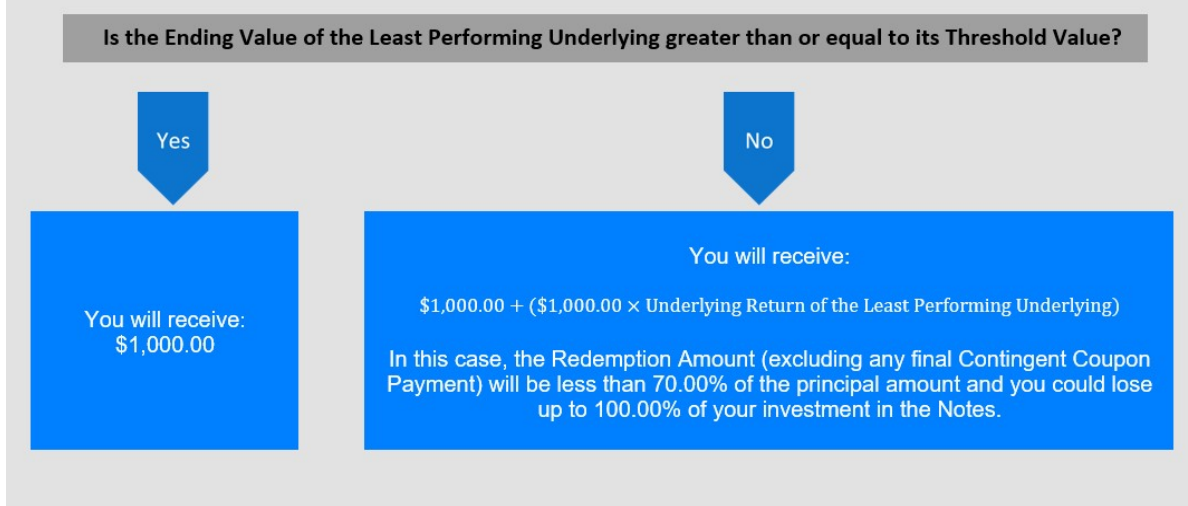 Is the Ending Value of the Least Performing Underlying greater than or equal to its Threshold Value?
Yes
No
You will receive:
$1,000.00
You will receive:
$1,000.00 + ($1,000.00 × Underlying Return of the Least Performing Underlying)
In this case, the Redemption Amount (excluding any final Contingent Coupon
Payment) will be less than 70.00% of the principal amount and you could lose
up to 100.00% of your investment in the Notes.